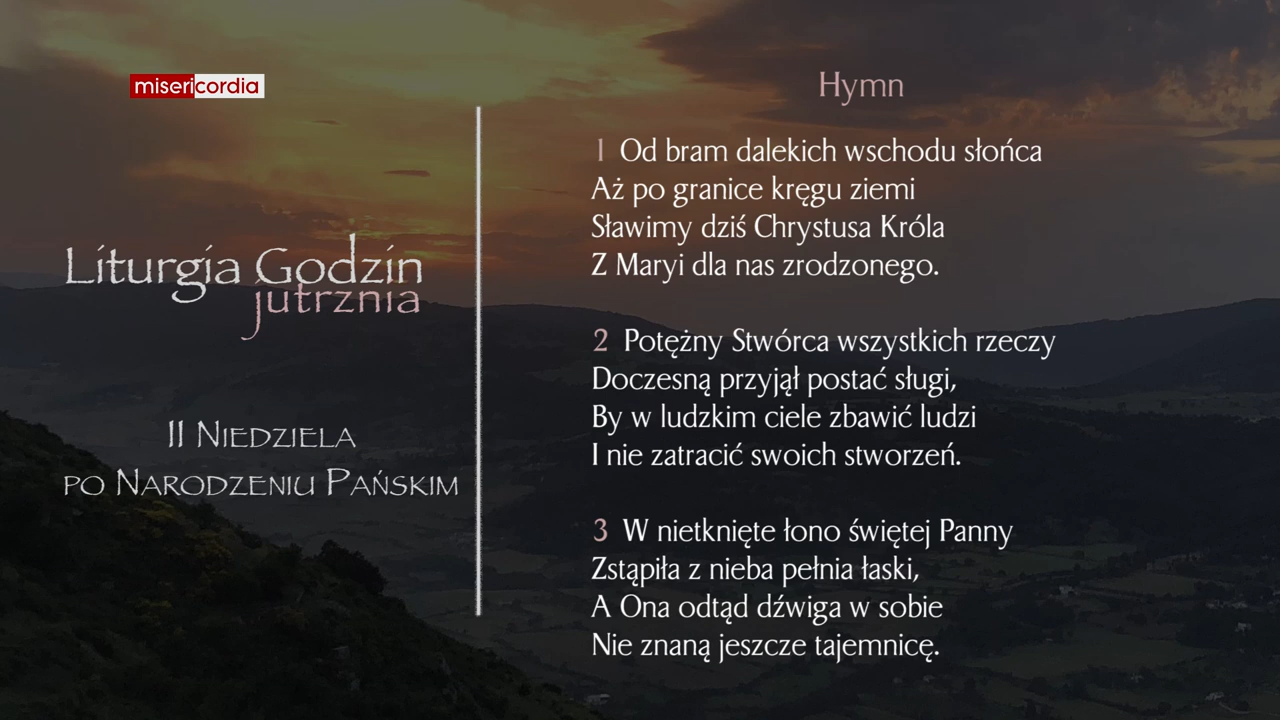 misericordia
Liturgia Godzin
jutrznia
II Niedziela
po Narodzeniu Pańskim
Hymn
1 Od bram dalekich wschodu słońca
Aż po granice kręgu ziemi
Sławimy dziś Chrystusa Króla
Z Maryi dla nas zrodzonego.
2 Potężny Stwórca wszystkich rzeczy
Doczesną przyjął postać sługi,
By w ludzkim ciele zbawić ludzi
I nie zatracić swoich stworzeń.
3 W nietknięte łono świętej Panny
Zstąpiła z nieba pełnia łaski,
A Ona odtąd dźwiga w sobie
Nie znaną jeszcze tajemnicę.